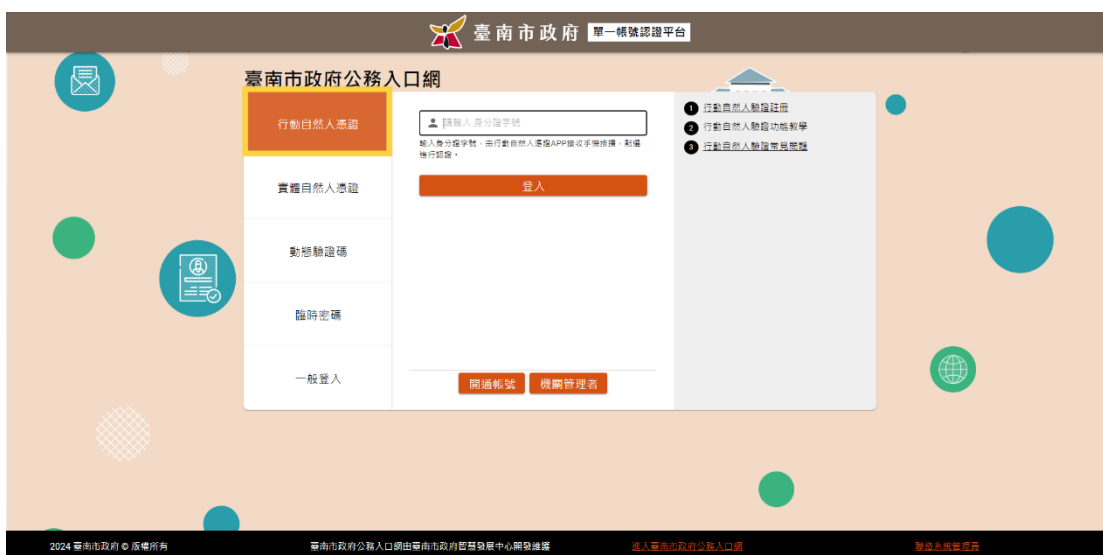 臺南市政府 單一帳號認證平台
臺南市政府公務入口網
行動自然人憑證
實體自然人憑證
動態驗證碼
臨時密碼
一般登入
請輸入身分證字號
輸入身分證字號，由行動自然人憑證APP接收手機推播，點選
進行認證。
登入
開通帳號 機關管理者
1 行動自然人驗證註冊
2 行動自然人驗證功能教學
3 行動自然人驗證常見問題
2024 臺南市政府 © 版權所有
臺南市政府公務入口網由臺南市政府智慧發展中心開發維護
進入臺南市政府公務入口網
聯絡系統管理員